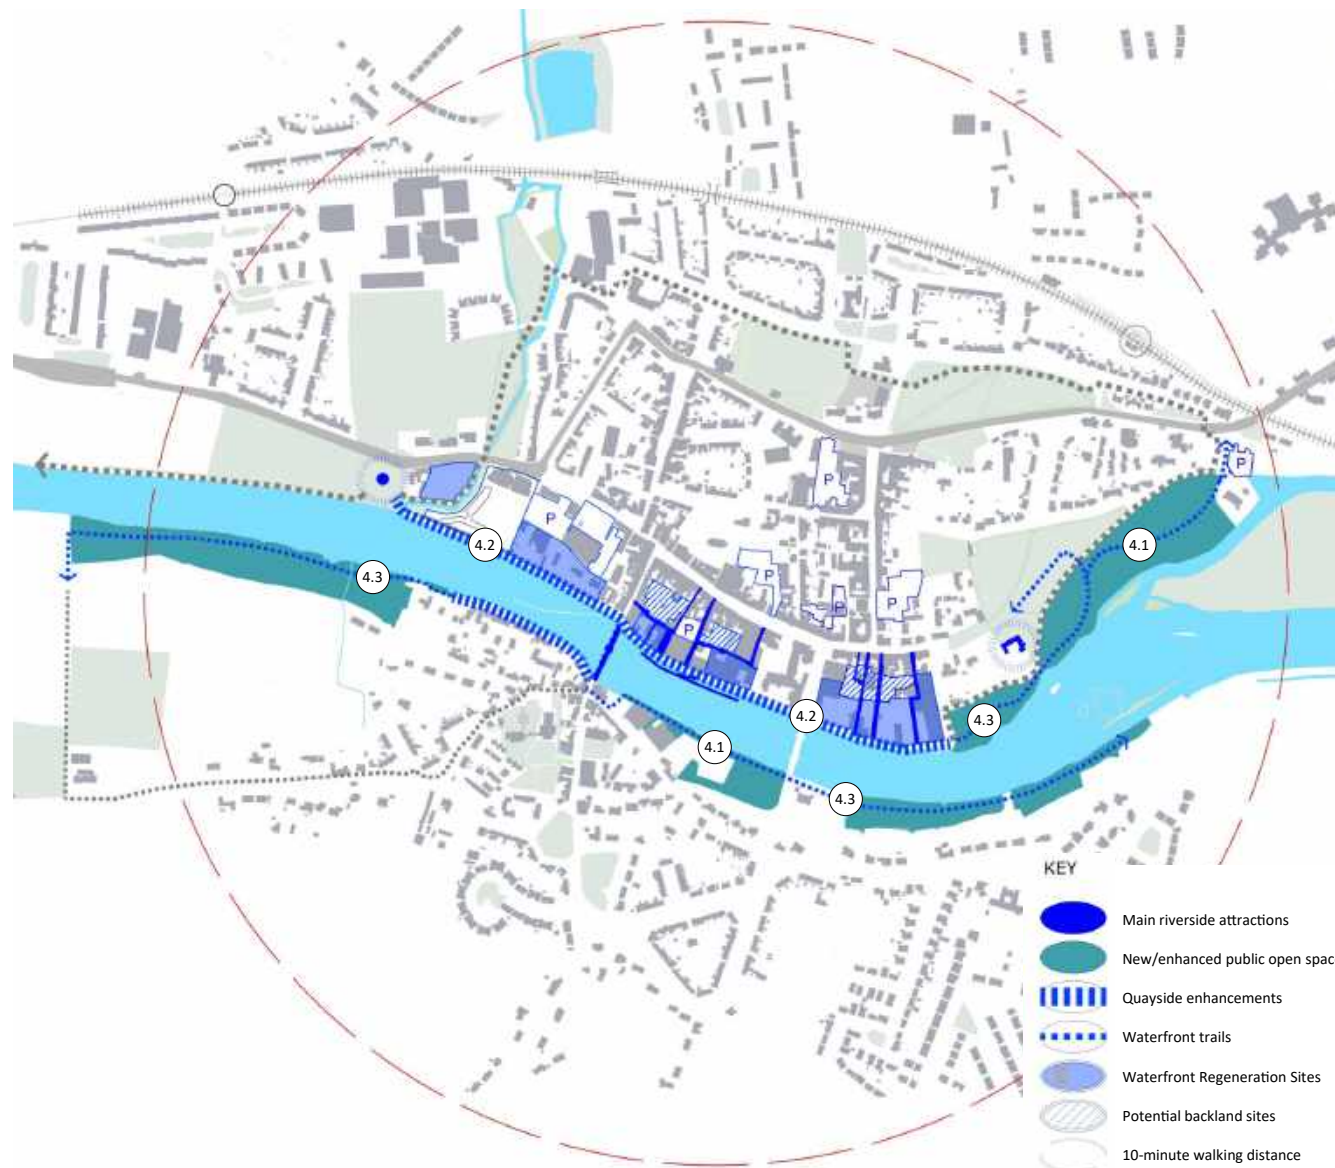 P
P
4.1
P
4.2
P
4.3
P
P
P
4.3
4.2
4.1
4.3
KEY
Main riverside attractions
New/enhanced public open spac
Quayside enhancements
Waterfront trails
Waterfront Regeneration Sites
Potential backland sites
10-minute walking distance